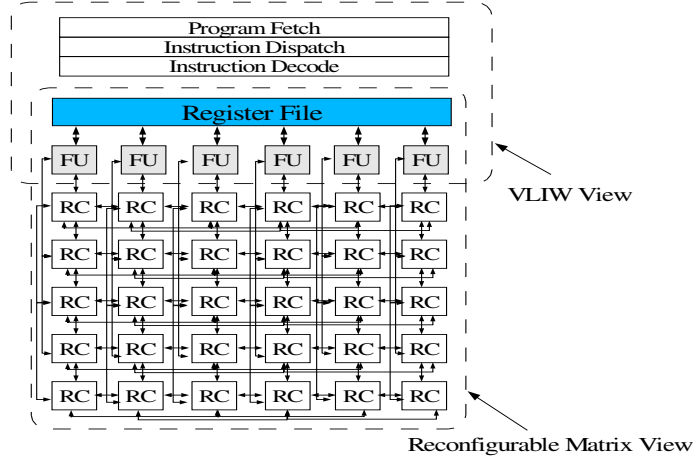 Program Fetch
Instruction Dispatch
Instruction Decode
Register File
FU FU FU FU FU FU
VLIW View
RC RC RC RC RC RC
RC RC RC RC RC RC
RC RC RC RC RC RC
RC RC RC RC RC RC
RC RC RC RC RC RC
Reconfigurable Matrix View